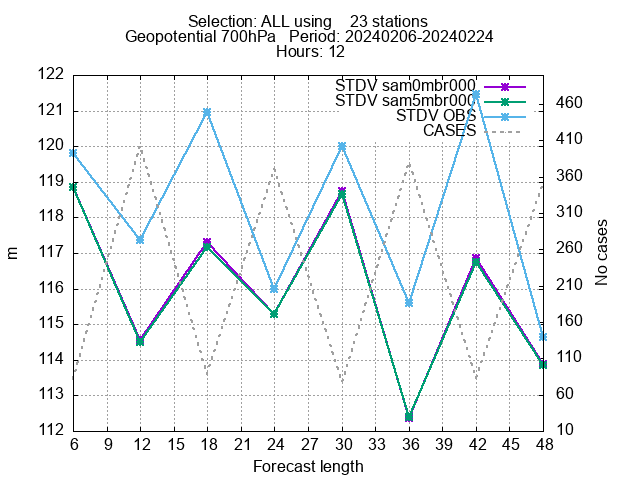 Selection: ALL using    23 stations
Geopotential 700hPa   Period: 20240206-20240224
Hours: 12
122
121
120
119
118
117
116
115
114
113
112
m
STDV sam0mbr000
STDV sam5mbr000
STDV OBS
CASES
460
410
360
310
260
210
160
110
60
10
No cases
6 9 12 15 18 21 24 27 30 33 36 39 42 45 48
Forecast length